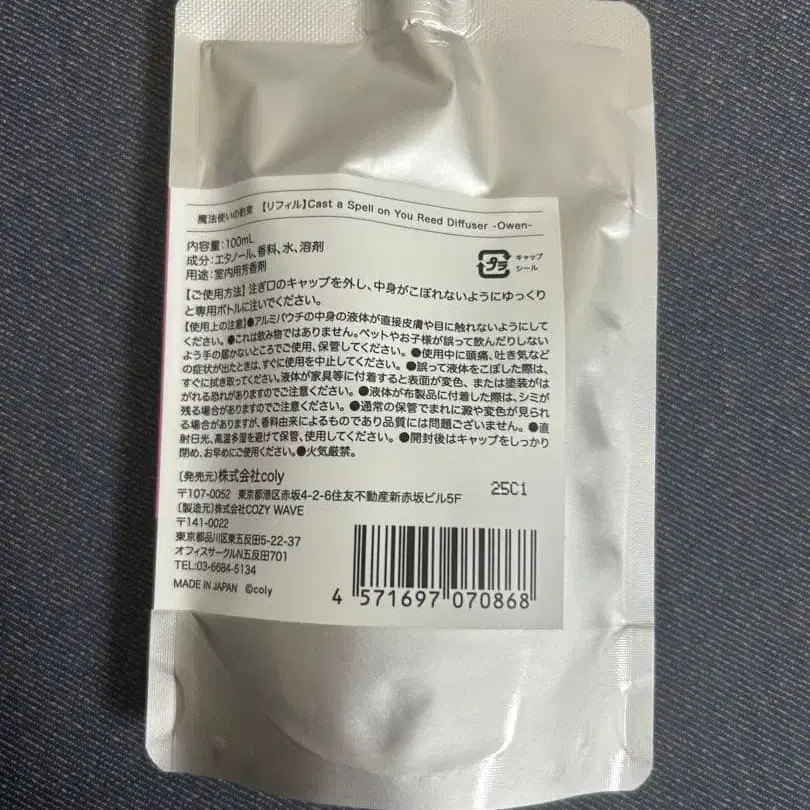 魔法使いの約束 【リフィル】Cast a Spell on You Reed Diffuser -Owen-
内容量:100mL
成分:エタノール、香料、水、溶剤
用途:室内用芳香剤
プラ
キャップ
シール
【ご使用方法】注ぎ口のキャップを外し、中身がこぼれないようにゆっくり
と専用ボトルに注いでください。
【使用上の注意】●アルミパウチの中身の液体が直接皮膚や目に触れないようにして
ください。●これは飲み物ではありません。ペットやお子様が誤って飲んだりしない
よう手の届かないところでご使用、保管してください。●使用中に頭痛、吐き気など
の症状が出たときは、すぐに使用を中止してください。●誤って液体をこぼした際は、
すぐに拭き取ってください。液体が家具等に付着すると表面が変色、または塗装がは
がれる恐れがありますのでご注意ください。●液体が布製品に付着した際は、シミが
残る場合がありますのでご注意ください。●通常の保管でまれに澱や変色が見られ
る場合がありますが、香料由来によるものであり品質には問題ございません。●直
射日光、高温多湿を避けて保管、使用してください。●開封後はキャップをしっかり
閉め、お早めにご使用ください。●火気厳禁。
〔発売元〕株式会社coly
〒107-0052 東京都港区赤坂4-2-6住友不動産新赤坂ビル5F
〔製造元〕株式会社COZY WAVE
〒141-0022
東京都品川区東五反田5-22-37
オフィスサークルN五反田701
TEL:03-6684-5134
MADE IN JAPAN ©coly
25C1
4 571697 070868